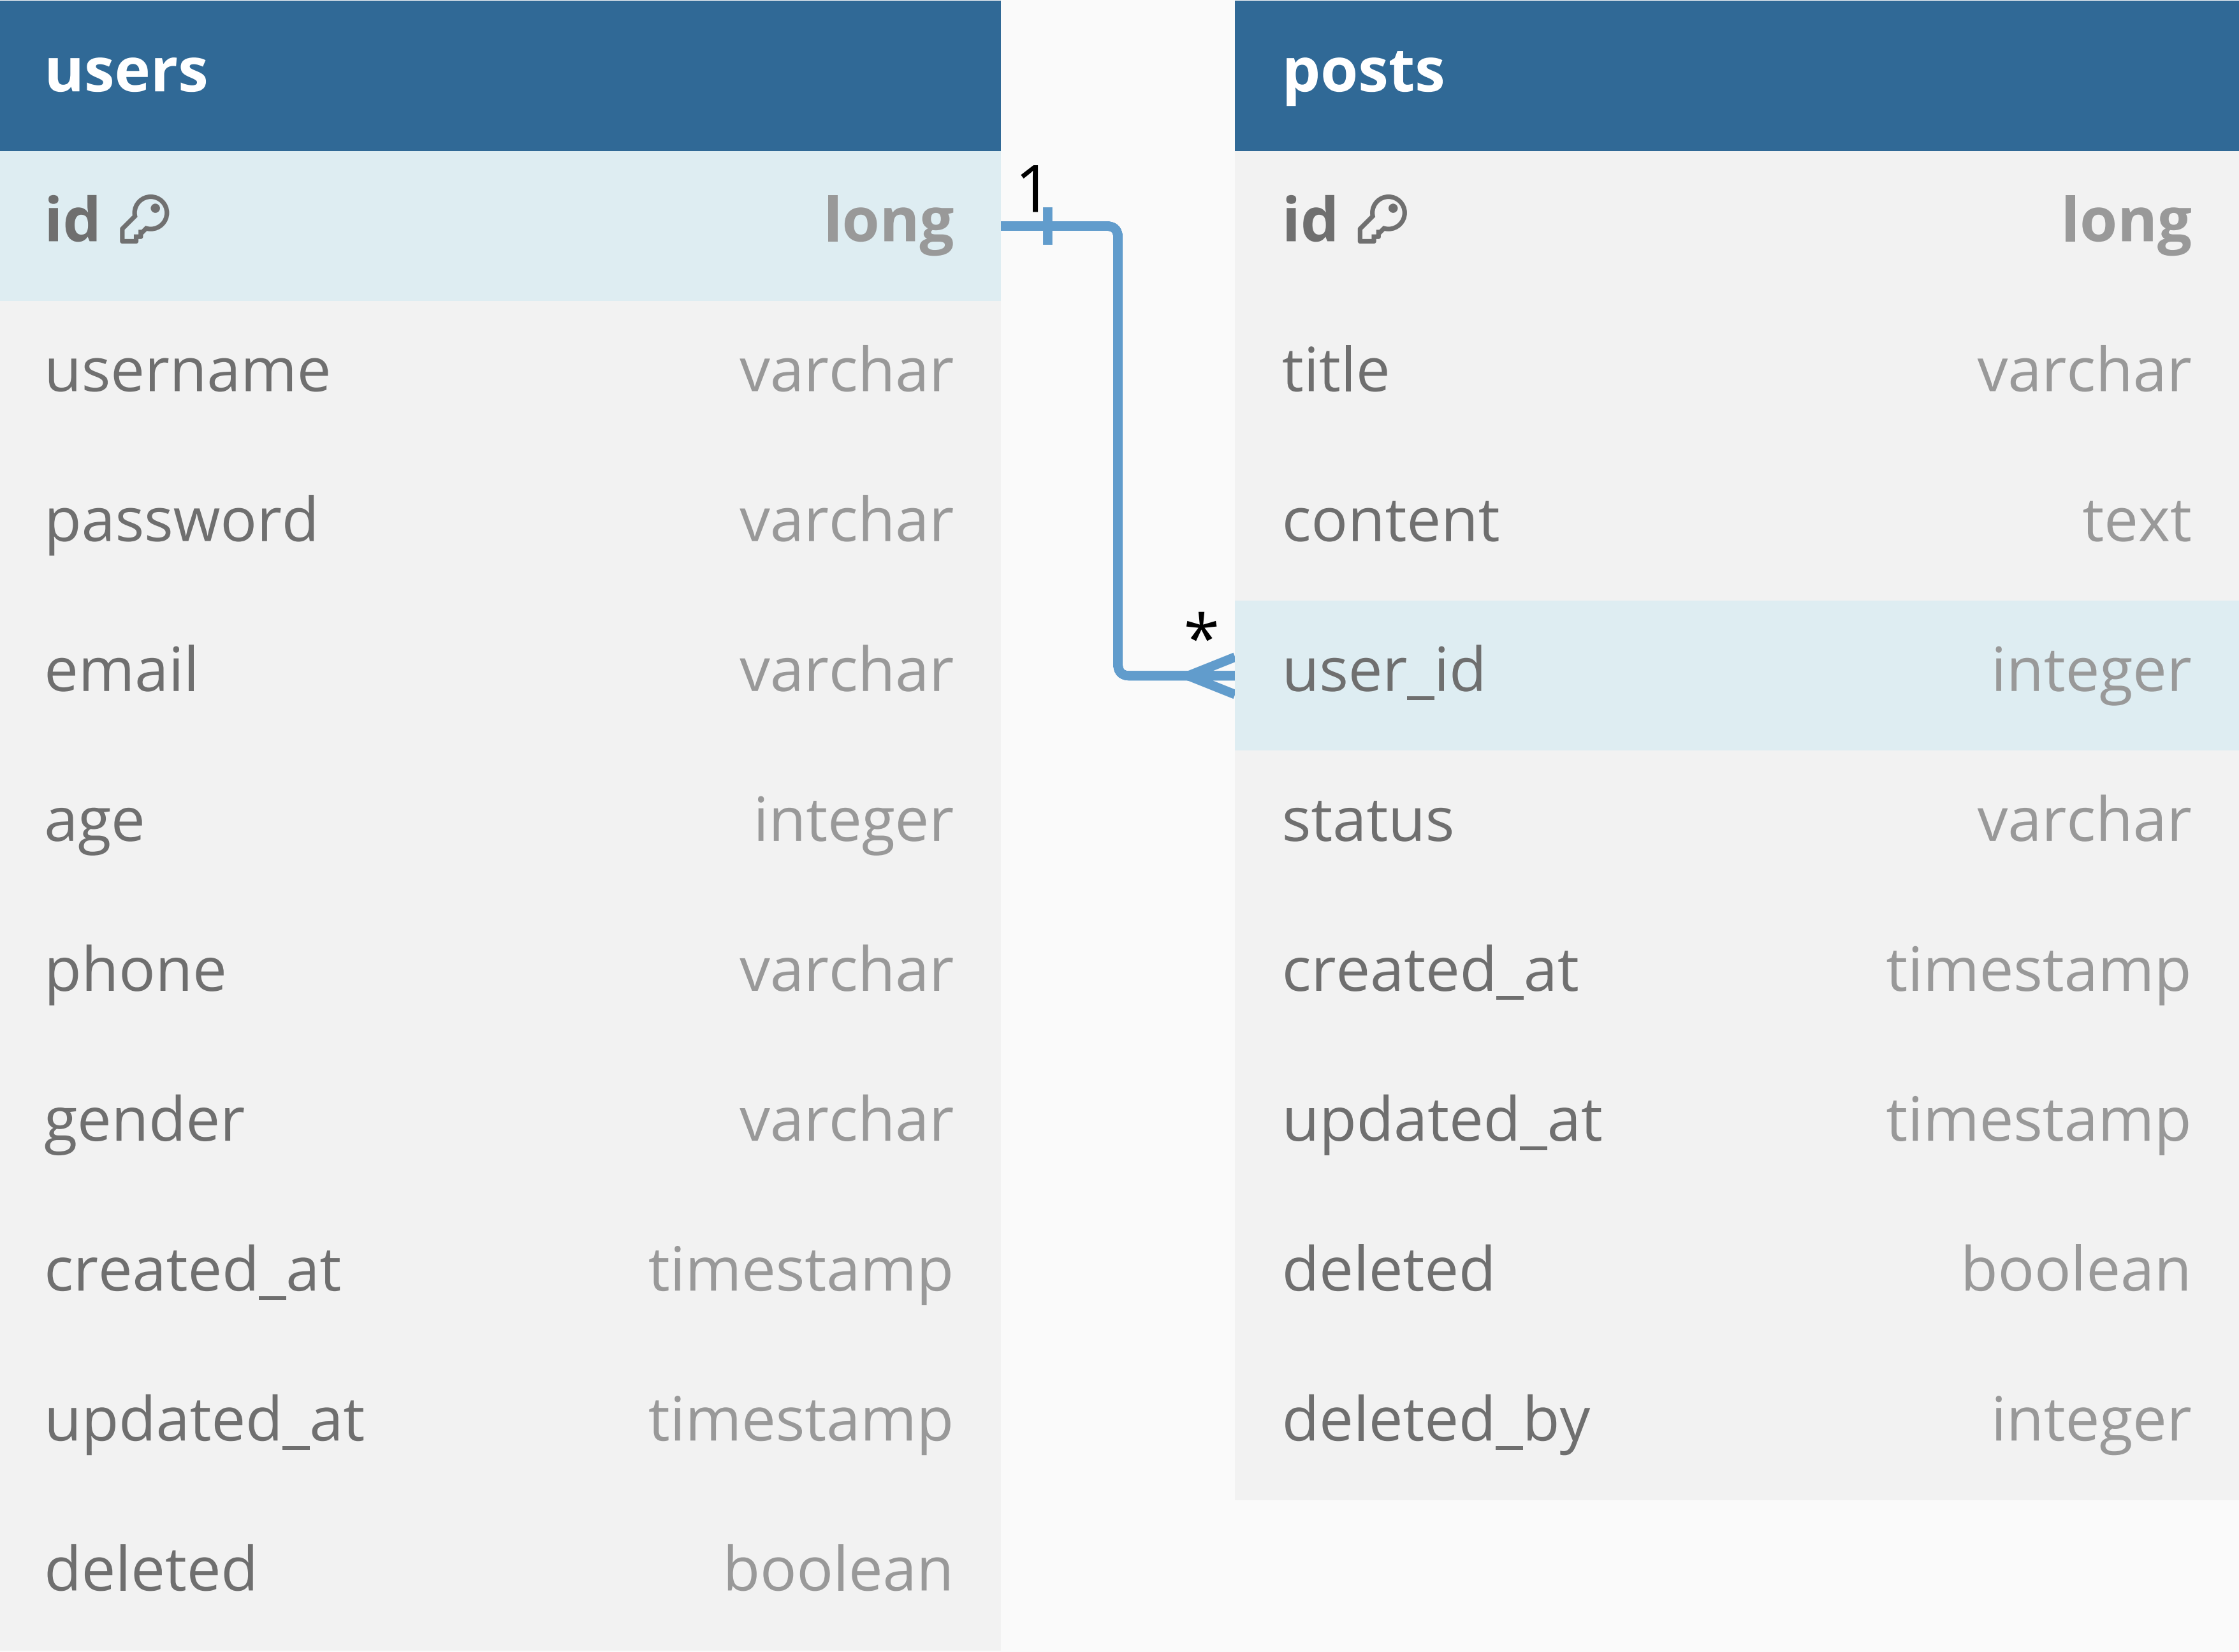 users
id long
username varchar
password varchar
email varchar
age integer
phone varchar
gender varchar
created_at timestamp
updated_at timestamp
deleted boolean
1
*
posts
id long
title varchar
content text
user_id integer
status varchar
created_at timestamp
updated_at timestamp
deleted boolean
deleted_by integer